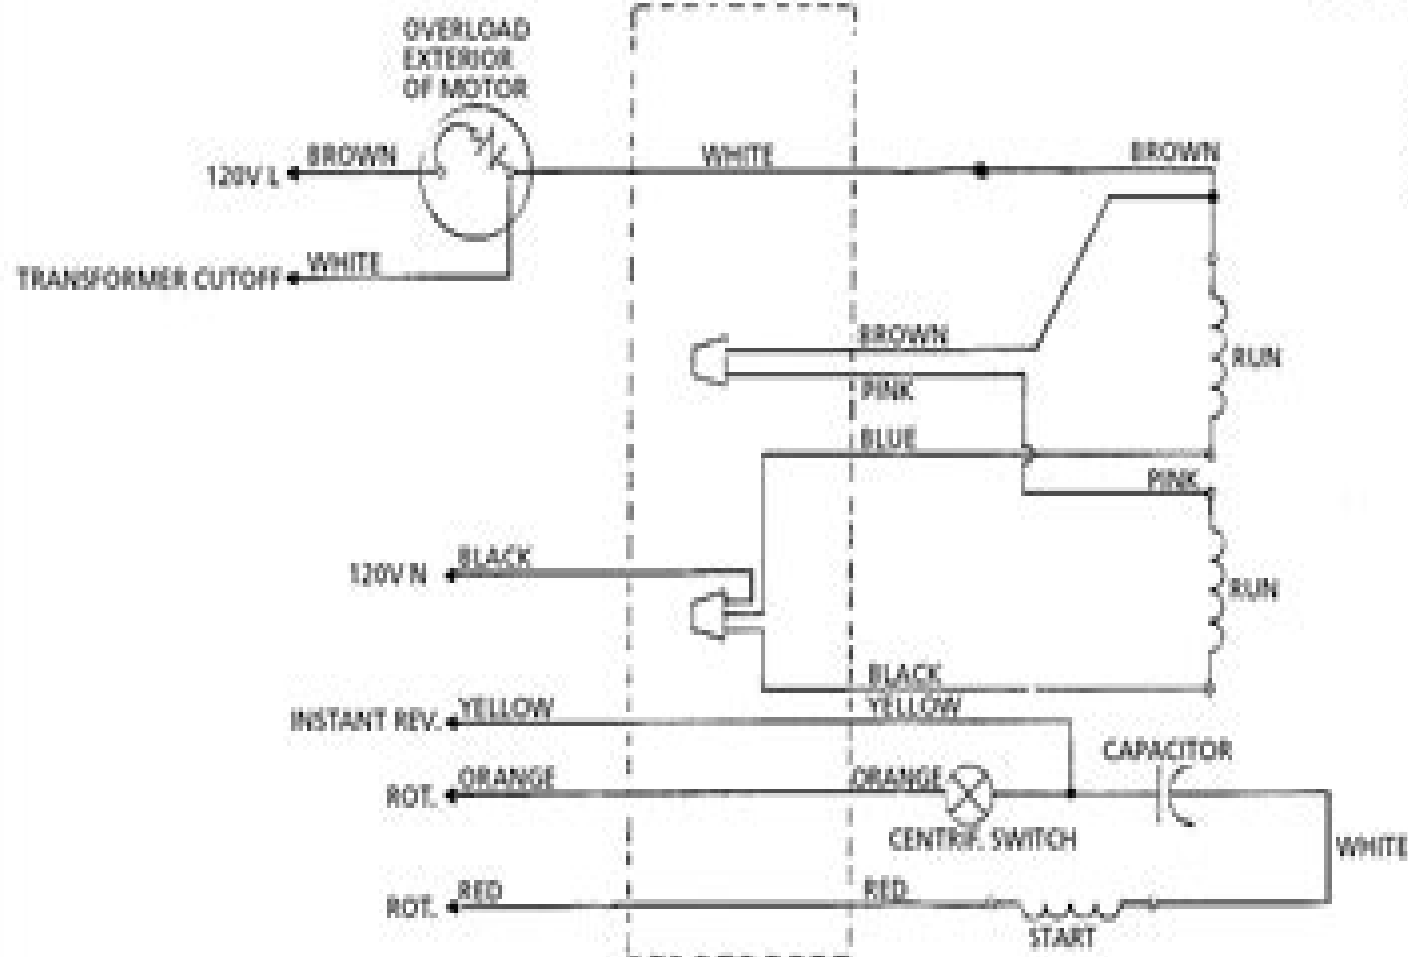 OVERLOAD
EXTERIOR
OF MOTOR
BROWN
120V L
WHITE
BROWN
WHITE
TRANSFORMER CUTOFF
BROWN
RUN
PINK
BLUE
PINK
BLACK
120V N
RUN
BLACK
YELLOW
INSTANT REV.
YELLOW
CAPACITOR
ORANGE
ROT.
ORANGE
CENTRIF. SWITCH
WHITE
RED
ROT.
RED
START